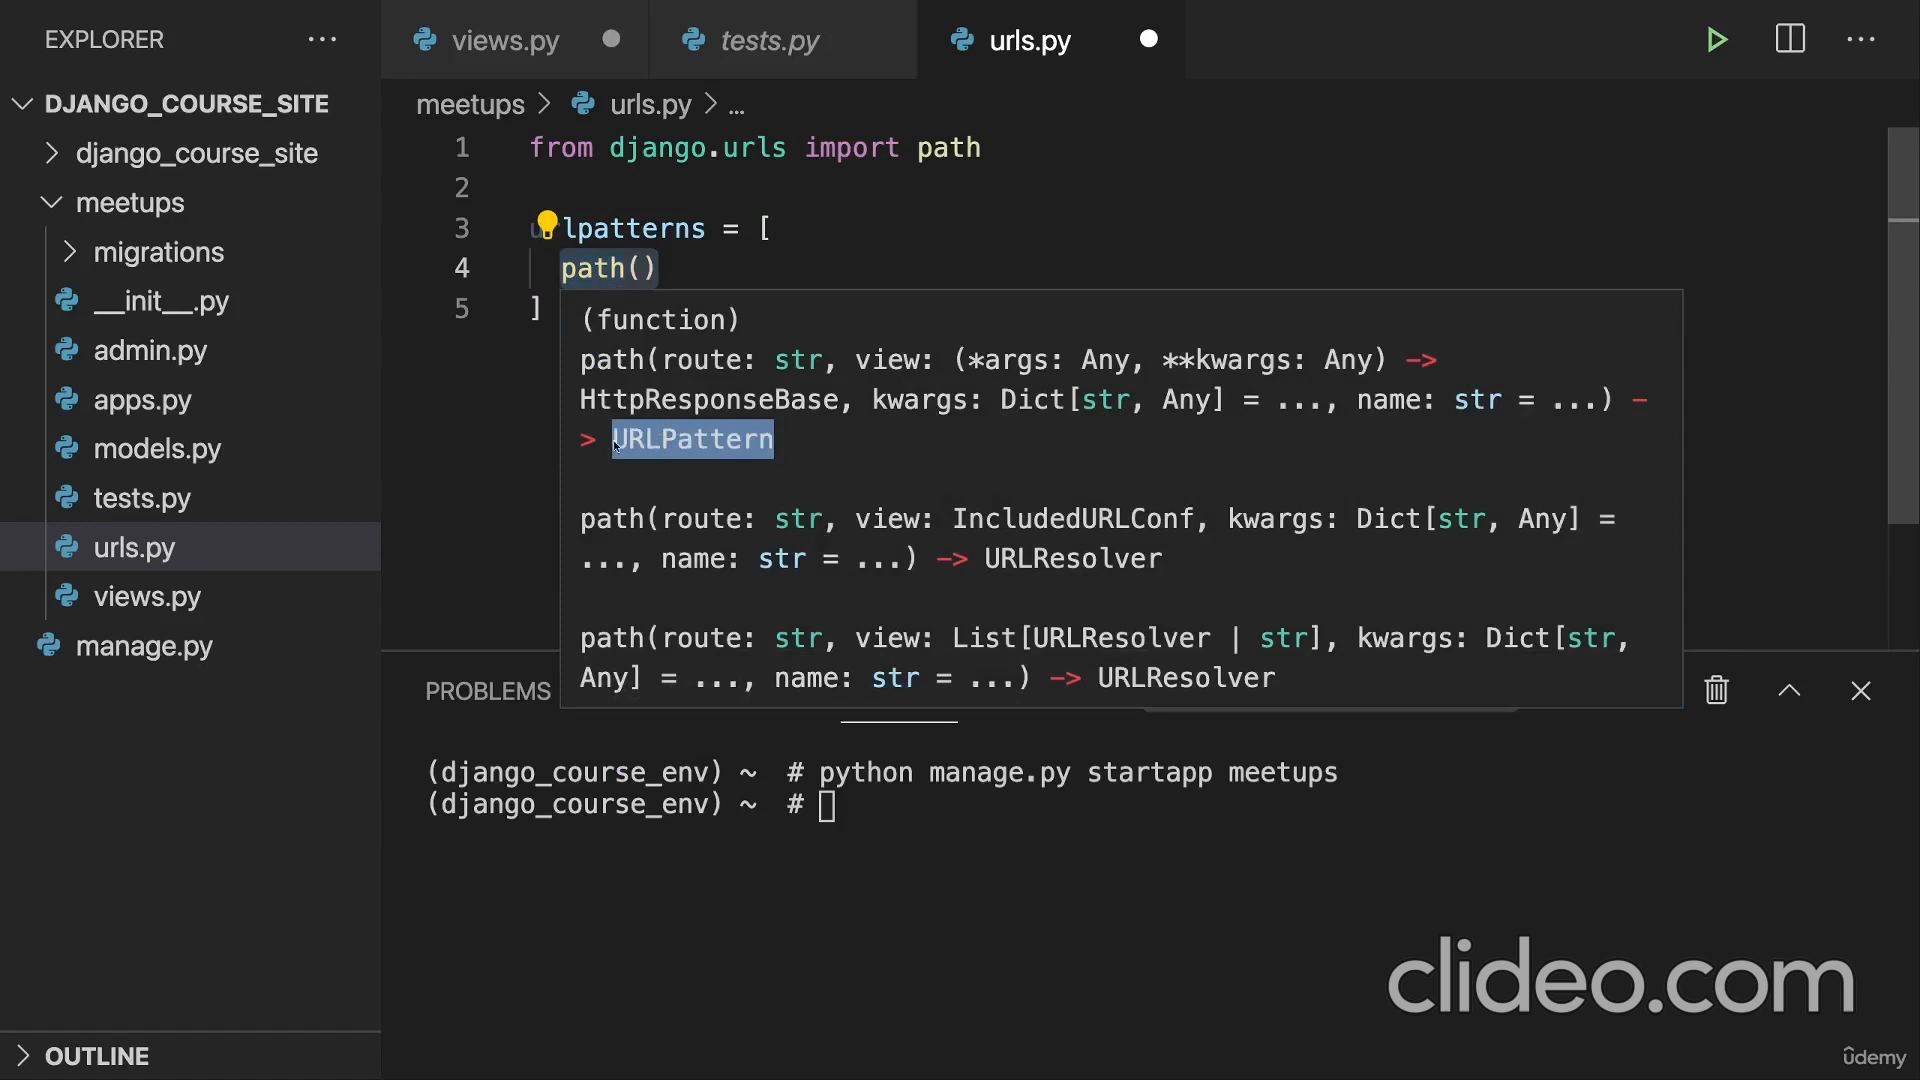 EXPLORER
views.py
tests.py
urls.py
DJANGO_COURSE_SITE
django_course_site
meetups
migrations
__init__.py
admin.py
apps.py
models.py
tests.py
urls.py
views.py
manage.py
OUTLINE
meetups > urls.py > ...
1 from django.urls import path
2
3 urlpatterns = [
4 path()
5 ]
(function)
path(route: str, view: (*args: Any, **kwargs: Any) ->
HttpResponseBase, kwargs: Dict[str, Any] = ..., name: str = ...) -
> URLPattern
path(route: str, view: IncludedURLConf, kwargs: Dict[str, Any] =
..., name: str = ...) -> URLResolver
path(route: str, view: List[URLResolver | str], kwargs: Dict[str,
Any] = ..., name: str = ...) -> URLResolver
PROBLEMS
(django_course_env) ~ # python manage.py startapp meetups
(django_course_env) ~ #
clideo.com
ûdemy